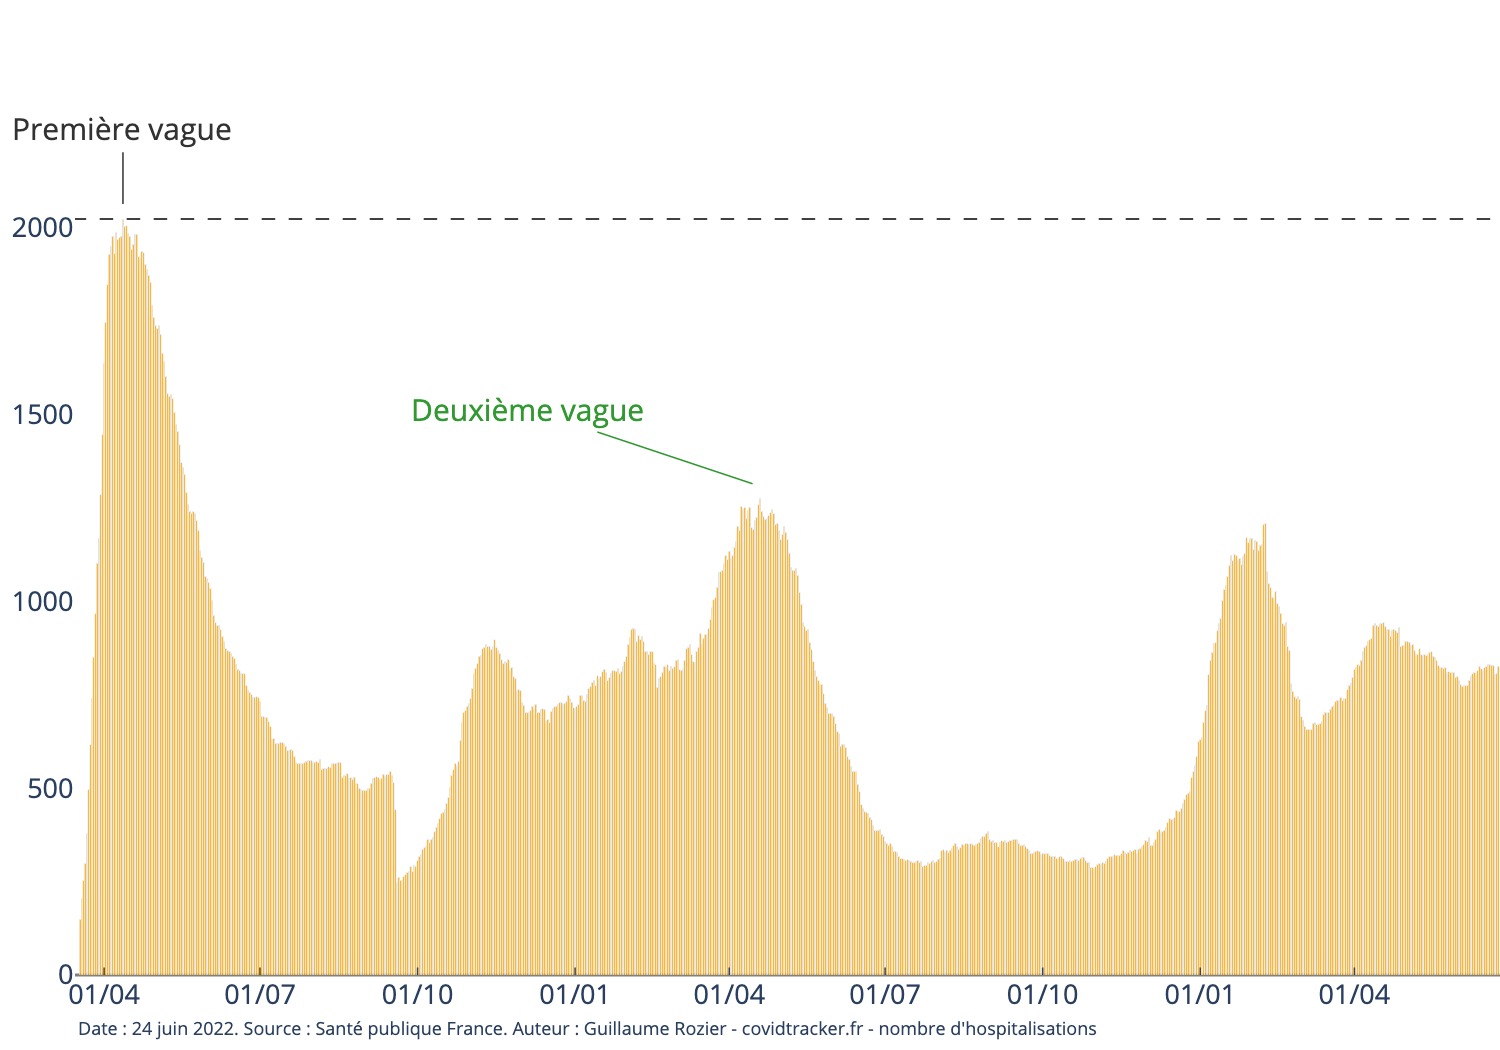 Première vague
2000
1500
Deuxième vague
1000
500
0
01/04 01/07 01/10 01/01 01/04 01/07 01/10 01/01 01/04
Date : 24 juin 2022. Source : Santé publique France. Auteur : Guillaume Rozier - covidtracker.fr - nombre d'hospitalisations